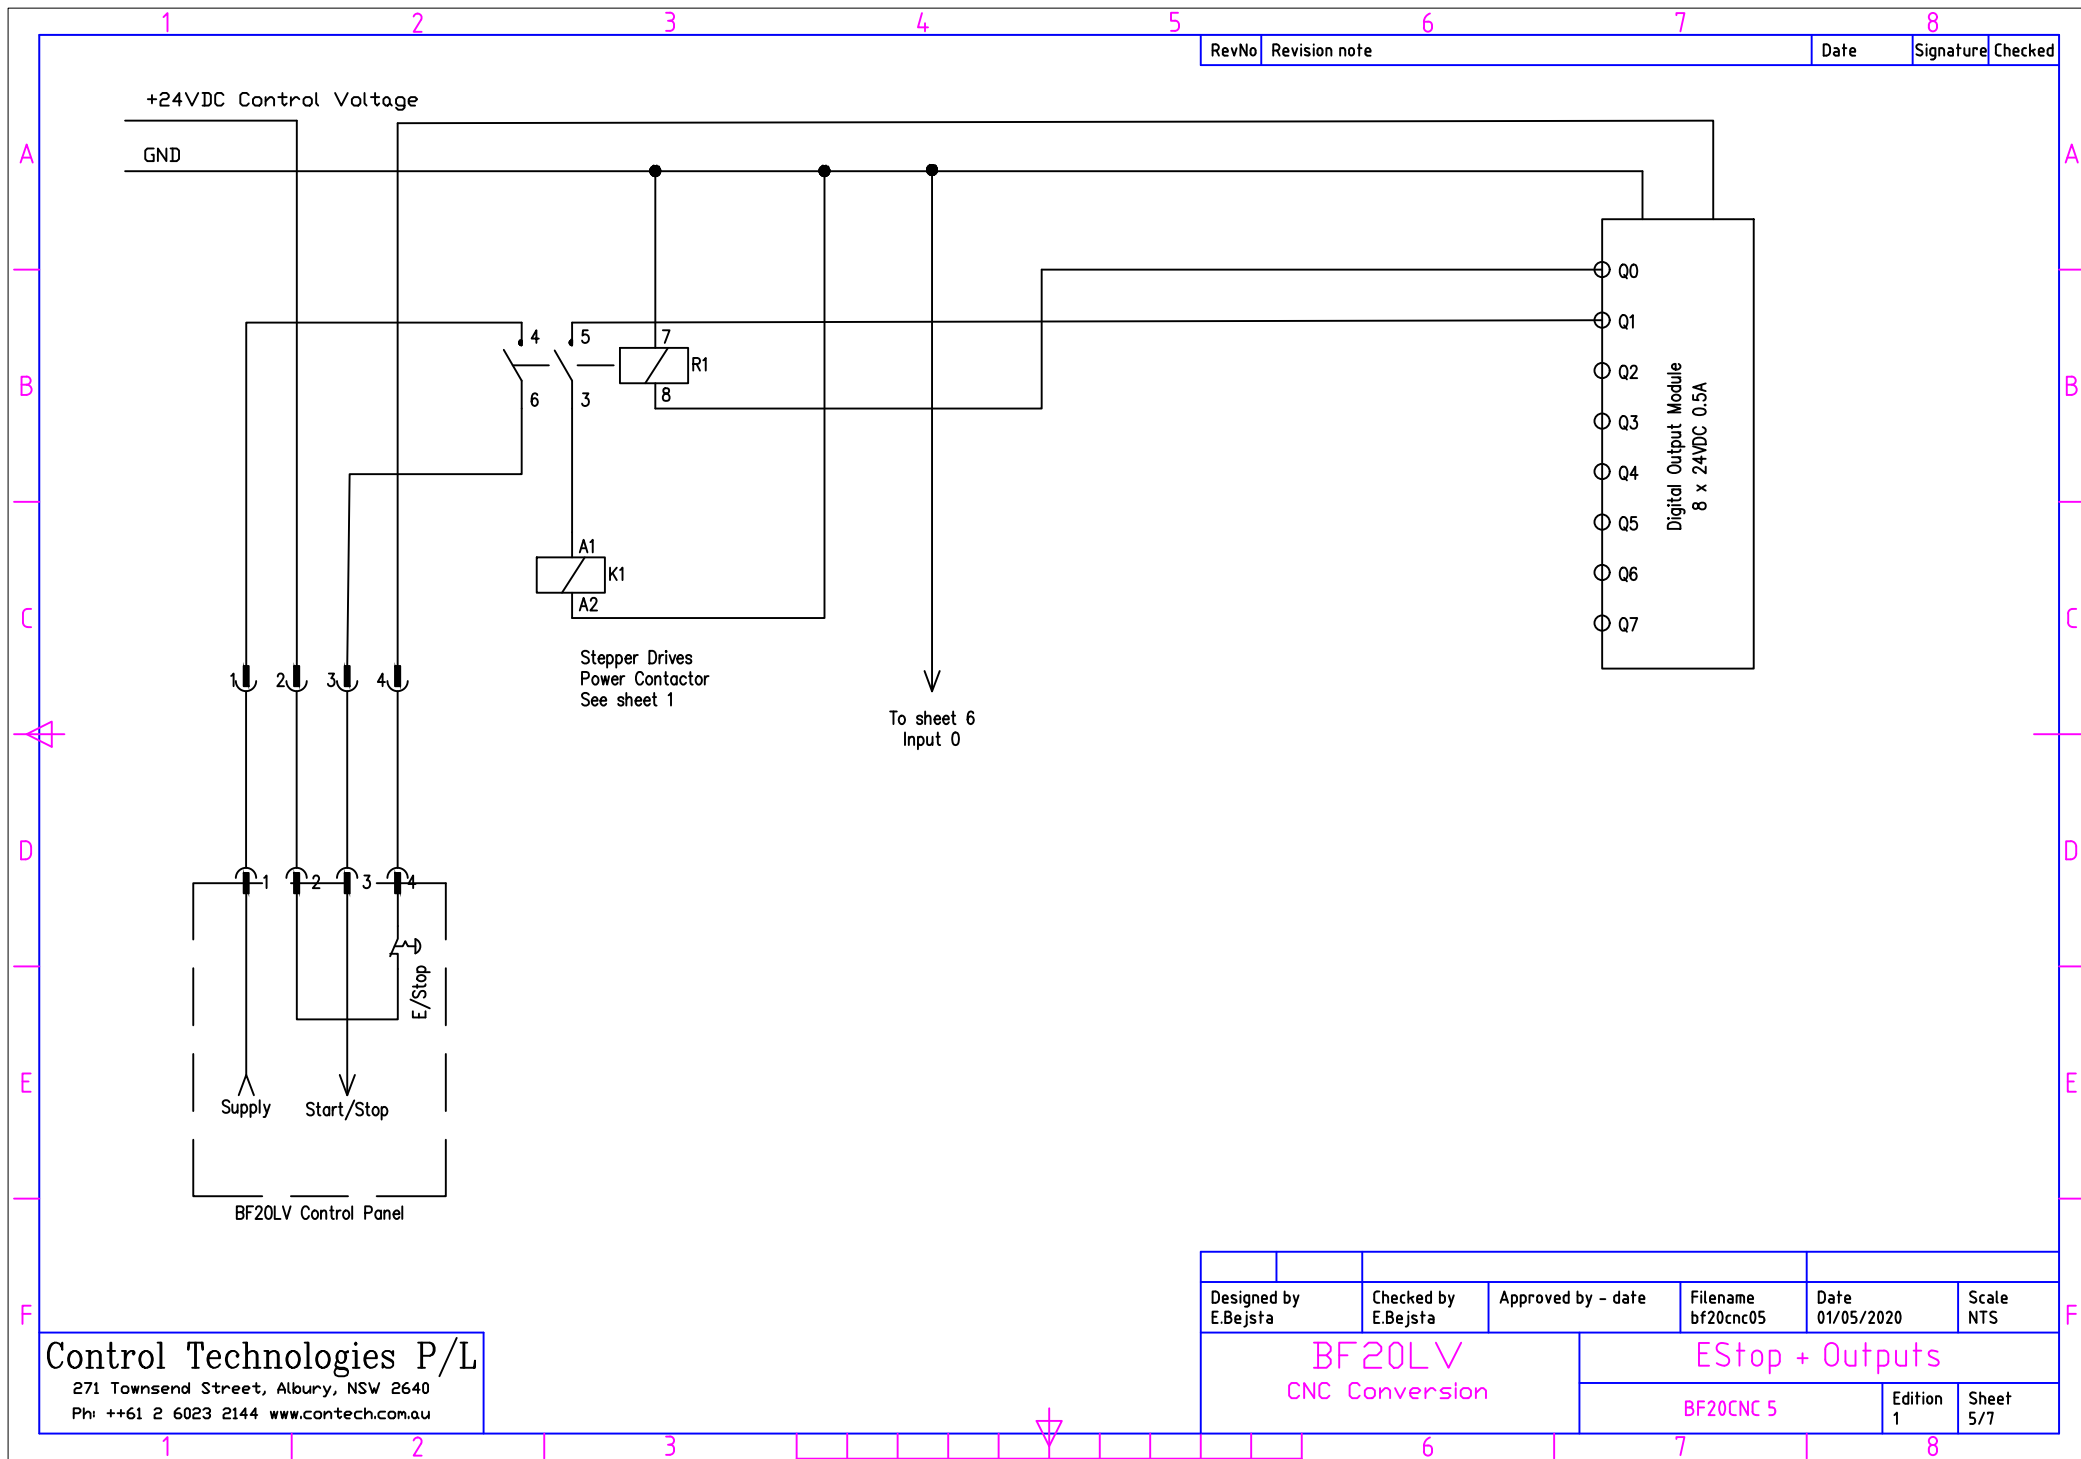 1 2 3 4 5 6 7 8
RevNo Revision note Date Signature Checked
+24VDC Control Voltage
A GND A
Q0
4 5 7 Q1
R1
B 6 3 8 Q2 B
Q3
Q4
Digital Output Module
8 x 24VDC 0.5A
Q5
A1
K1 Q6
A2
C Q7 C
Stepper Drives
Power Contactor
See sheet 1
1 2 3 4
To sheet 6
Input 0
D D
1 2 3 4
E/Stop
E E
Supply Start/Stop
BF20LV Control Panel
F F
Designed by
E.Bejsta
Checked by
E.Bejsta
Approved by - date
Filename
bf20cnc05
Date
01/05/2020
Scale
NTS
Control Technologies P/L
271 Townsend Street, Albury, NSW 2640
Ph: ++61 2 6023 2144 www.contech.com.au
BF20LV
CNC Conversion
EStop + Outputs
BF20CNC 5
Edition
1
Sheet
5/7
1 2 3 6 7 8